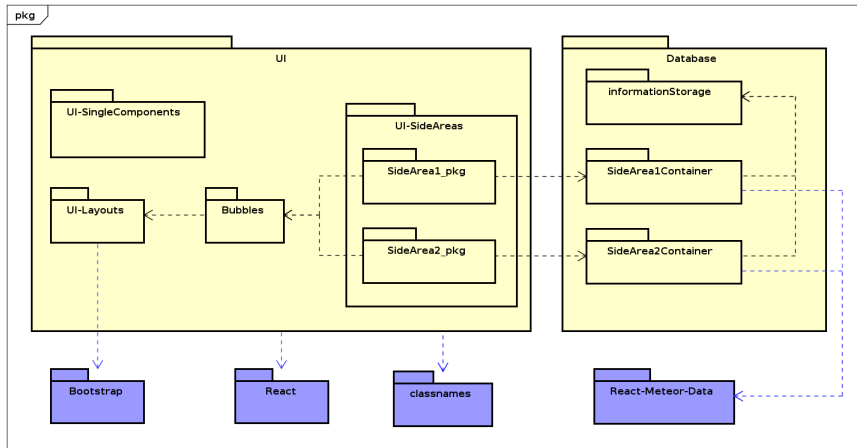 pkg
UI
Database
UI-SingleComponents
informationStorage
UI-SideAreas
SideArea1_pkg
SideArea1Container
UI-Layouts
Bubbles
SideArea2_pkg
SideArea2Container
Bootstrap
React
classnames
React-Meteor-Data